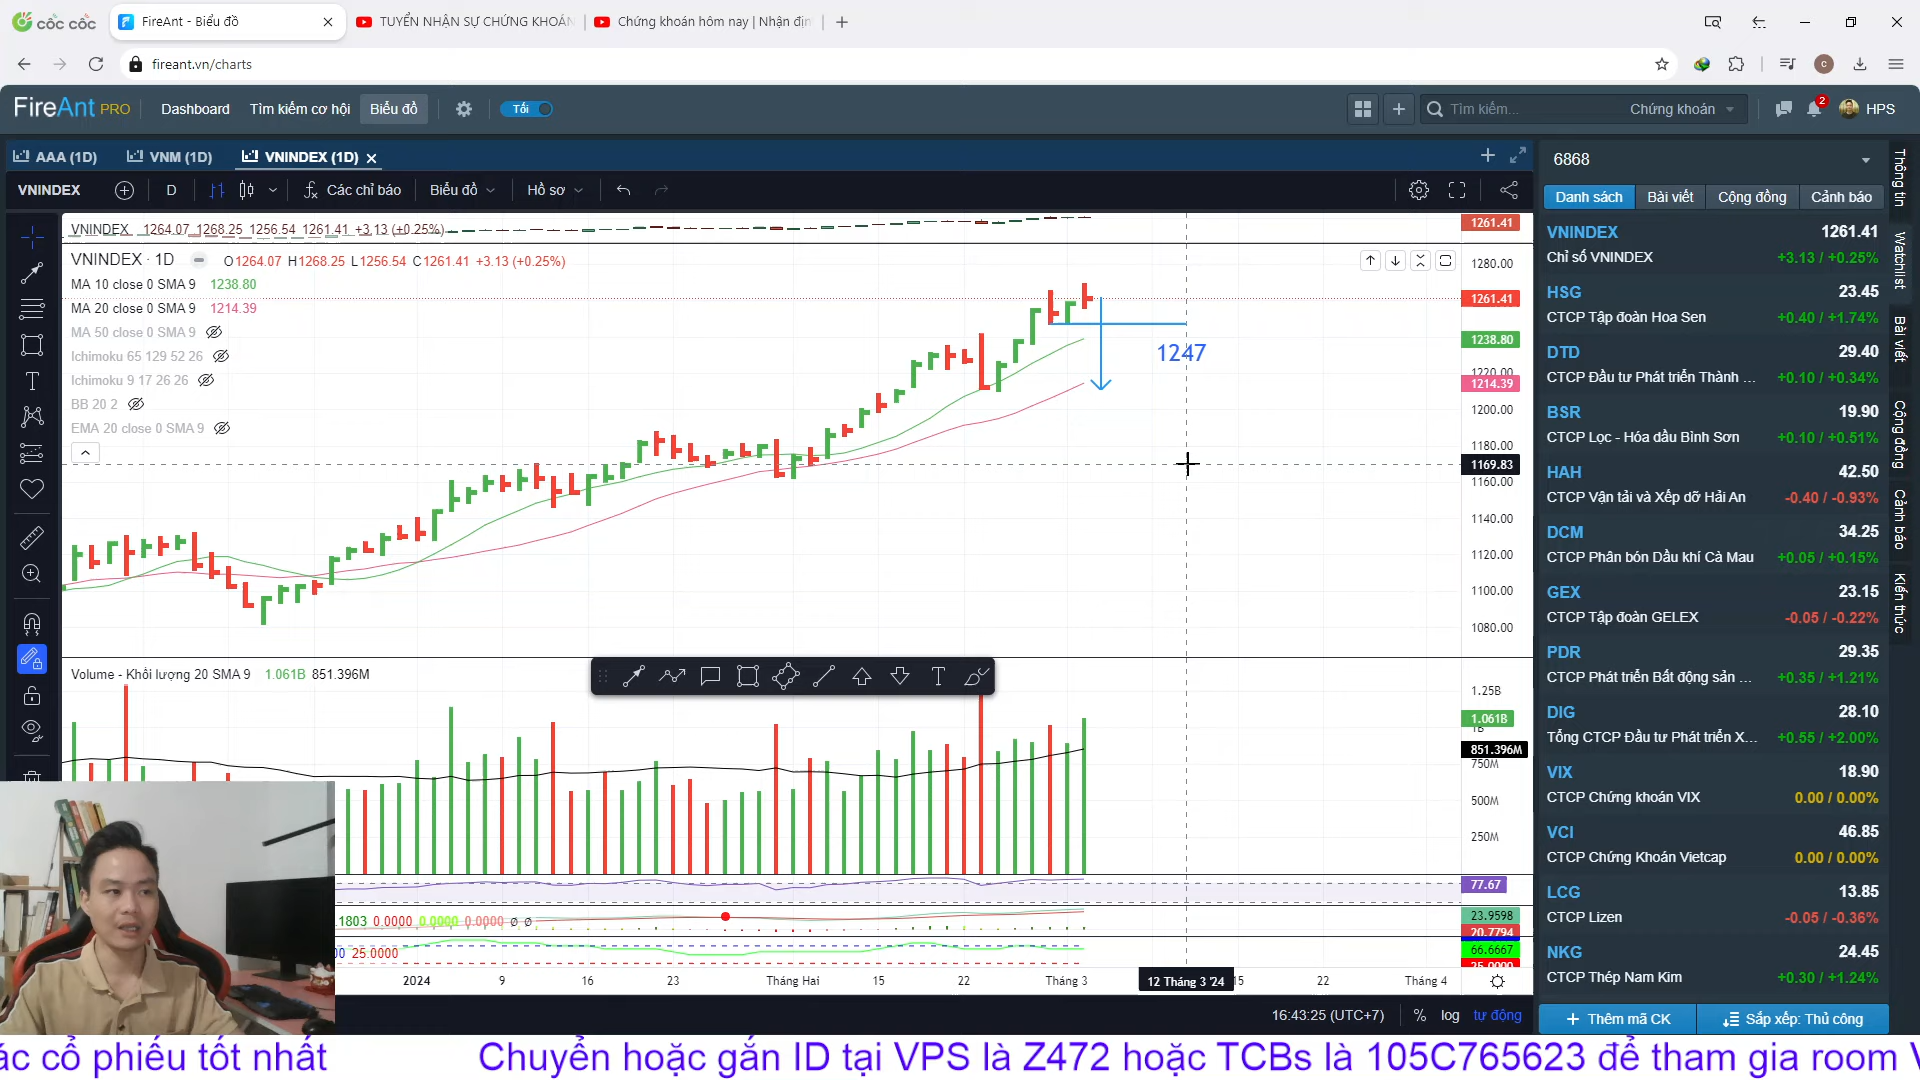 cốc cốc
FireAnt - Biểu đồ
TUYỂN NHÂN SỰ CHỨNG KHOÁN
Chứng khoán hôm nay | Nhận địn
fireant.vn/charts
FireAnt PRO
Dashboard
Tìm kiếm cơ hội
Biểu đồ
Tối
Tìm kiếm...
Chứng khoán
2
HPS
AAA (1D)
VNM (1D)
VNINDEX (1D)
VNINDEX
D
Các chỉ báo
Biểu đồ
Hồ sơ
VNINDEX 1264.07 1268.25 1256.54 1261.41 +3.13 (+0.25%)
1261.41
VNINDEX · 1D O1264.07 H1268.25 L1256.54 C1261.41 +3.13 (+0.25%)
MA 10 close 0 SMA 9 1238.80
MA 20 close 0 SMA 9 1214.39
MA 50 close 0 SMA 9
Ichimoku 65 129 52 26
Ichimoku 9 17 26 26
BB 20 2
EMA 20 close 0 SMA 9
1247
1280.00
1261.41
1238.80
1220.00
1214.39
1200.00
1180.00
1169.83
1160.00
1140.00
1120.00
1100.00
1080.00
Volume - Khối lượng 20 SMA 9 1.061B 851.396M
1.25B
1.061B
1B
851.396M
750M
500M
250M
77.67
.1803 0.0000 0.0000 0.0000 ø ø
23.9598
20.7794
00 25.0000
66.6667
25.0000
2024
9
16
23
Tháng Hai
15
22
Tháng 3
12 Tháng 3 '24
15
22
Tháng 4
16:43:25 (UTC+7)
%
log
tự động
6868
Danh sách
Bài viết
Cộng đồng
Cảnh báo
VNINDEX 1261.41
Chỉ số VNINDEX +3.13 / +0.25%
HSG 23.45
CTCP Tập đoàn Hoa Sen +0.40 / +1.74%
DTD 29.40
CTCP Đầu tư Phát triển Thành ... +0.10 / +0.34%
BSR 19.90
CTCP Lọc - Hóa dầu Bình Sơn +0.10 / +0.51%
HAH 42.50
CTCP Vận tải và Xếp dỡ Hải An -0.40 / -0.93%
DCM 34.25
CTCP Phân bón Dầu khí Cà Mau +0.05 / +0.15%
GEX 23.15
CTCP Tập đoàn GELEX -0.05 / -0.22%
PDR 29.35
CTCP Phát triển Bất động sản ... +0.35 / +1.21%
DIG 28.10
Tổng CTCP Đầu tư Phát triển X... +0.55 / +2.00%
VIX 18.90
CTCP Chứng khoán VIX 0.00 / 0.00%
VCI 46.85
CTCP Chứng Khoán Vietcap 0.00 / 0.00%
LCG 13.85
CTCP Lizen -0.05 / -0.36%
NKG 24.45
CTCP Thép Nam Kim +0.30 / +1.24%
Thêm mã CK
Sắp xếp: Thủ công
Thông tin
Watchlist
Bài viết
Cộng đồng
Cảnh báo
Kiến thức
ác cổ phiếu tốt nhất Chuyển hoặc gắn ID tại VPS là Z472 hoặc TCBs là 105C765623 để tham gia room V